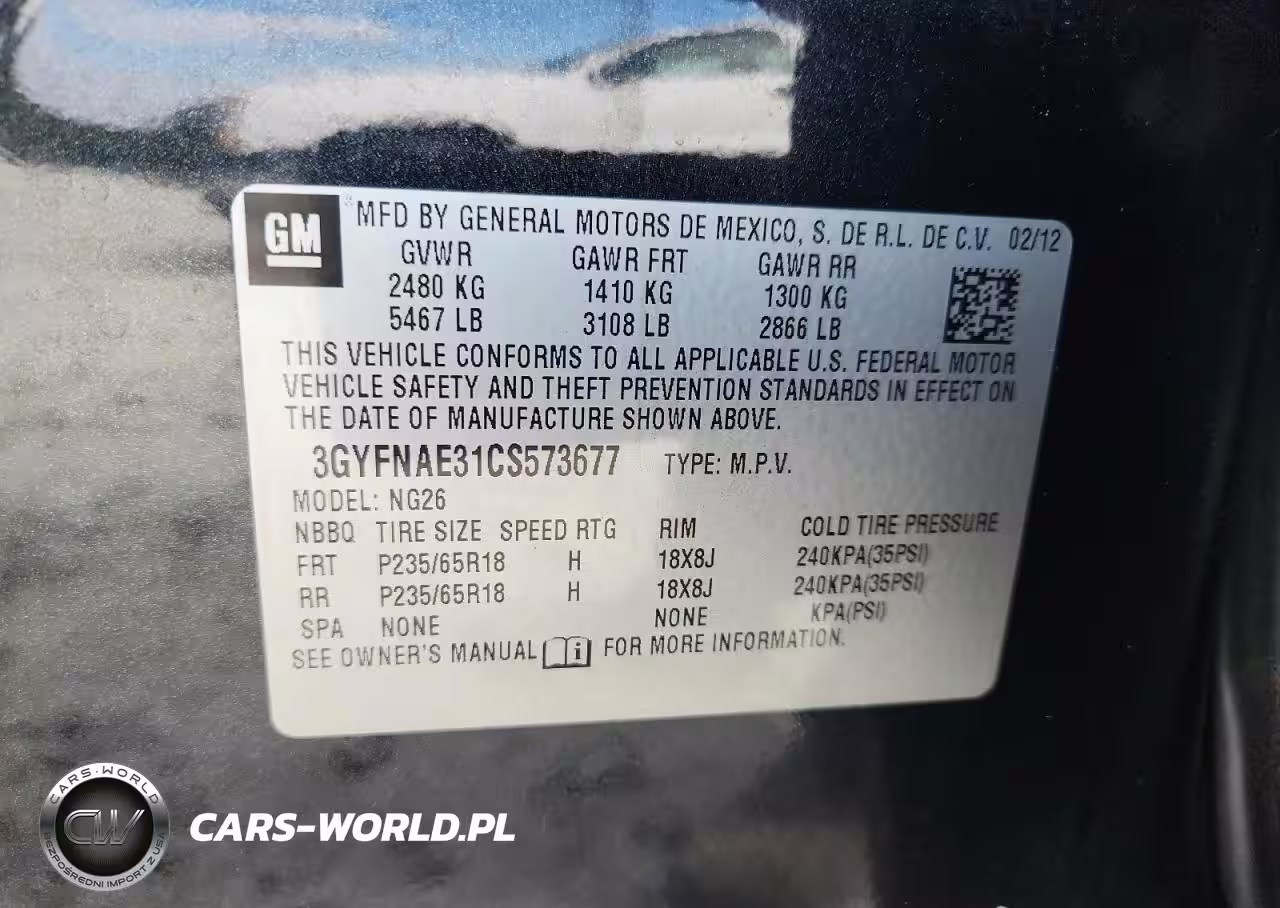 GM
® MFD BY GENERAL MOTORS DE MEXICO, S. DE R.L. DE C.V. 02/12
GVWR GAWR FRT GAWR RR
2480 KG 1410 KG 1300 KG
5467 LB 3108 LB 2866 LB
THIS VEHICLE CONFORMS TO ALL APPLICABLE U.S. FEDERAL MOTOR
VEHICLE SAFETY AND THEFT PREVENTION STANDARDS IN EFFECT ON
THE DATE OF MANUFACTURE SHOWN ABOVE.
3GYFNAE31CS573677 TYPE: M.P.V.
MODEL: NG26
NBBQ TIRE SIZE SPEED RTG RIM COLD TIRE PRESSURE
FRT P235/65R18 H 18X8J 240KPA(35PSI)
RR P235/65R18 H 18X8J 240KPA(35PSI)
SPA NONE NONE KPA(PSI)
SEE OWNER'S MANUAL i FOR MORE INFORMATION.
CARS-WORLD
CW
BEZPOŚREDNI IMPORT Z USA
CARS-WORLD.PL